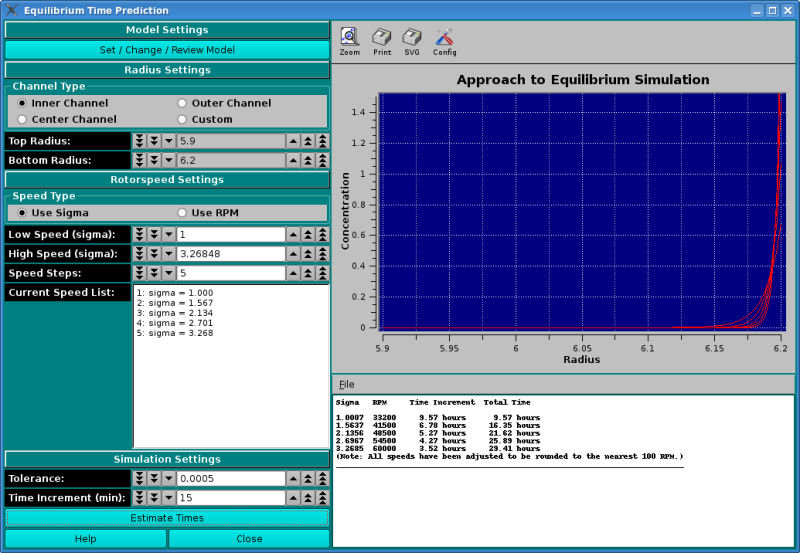 Equilibrium Time Prediction
Model Settings
Set / Change / Review Model
Radius Settings
Channel Type
Inner Channel Outer Channel
Center Channel Custom
Top Radius: 5.9
Bottom Radius: 6.2
Rotorspeed Settings
Speed Type
Use Sigma Use RPM
Low Speed (sigma): 1
High Speed (sigma): 3.26848
Speed Steps: 5
Current Speed List:
1: sigma = 1.000
2: sigma = 1.567
3: sigma = 2.134
4: sigma = 2.701
5: sigma = 3.268
Simulation Settings
Tolerance: 0.0005
Time Increment (min): 15
Estimate Times
Help Close
Zoom Print SVG Config
Approach to Equilibrium Simulation
Concentration
1.4
1.2
1
0.8
0.6
0.4
0.2
0
5.9 5.95 6 6.05 6.1 6.15 6.2
Radius
File
Sigma RPM Time Increment Total Time
1.0007 33200 9.57 hours 9.57 hours
1.5637 41500 6.78 hours 16.35 hours
2.1356 48500 5.27 hours 21.62 hours
2.6967 54500 4.27 hours 25.89 hours
3.2685 60000 3.52 hours 29.41 hours
(Note: All speeds have been adjusted to be rounded to the nearest 100 RPM.)